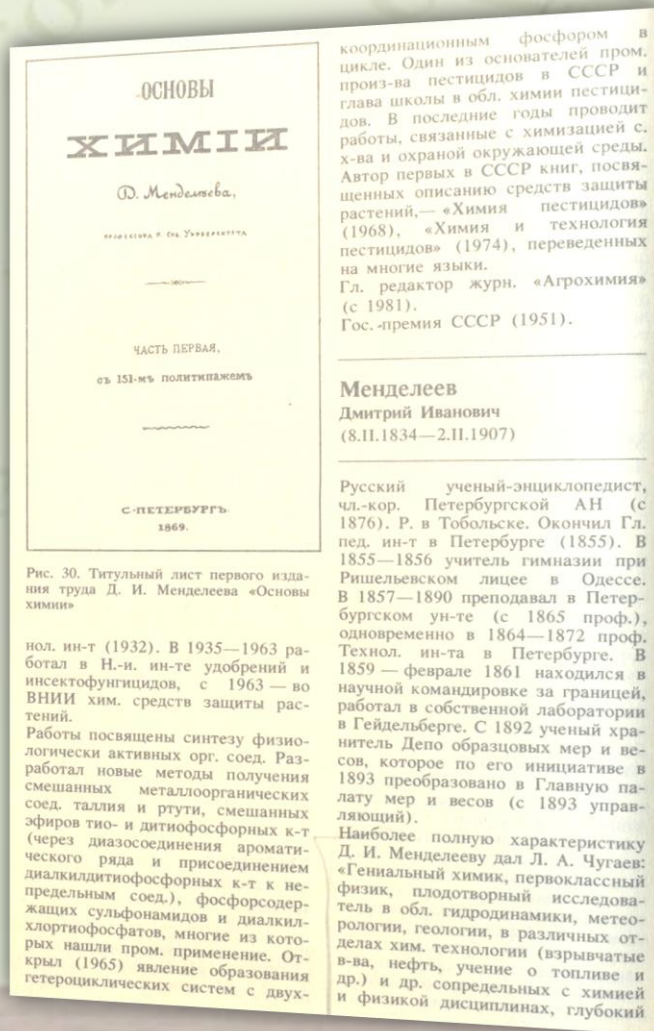 ОСНОВЫ
ХИМІИ
Д. Менделѣева,
ПРОФЕССОРА И. СПБ. УНИВЕРСИТЕТА
ЧАСТЬ ПЕРВАЯ,
съ 151-мъ политипажемъ
С-ПЕТЕРБУРГЪ
1869.
Рис. 30. Титульный лист первого изда-
ния труда Д. И. Менделеева «Основы
химии»
нол. ин-т (1932). В 1935—1963 ра-
ботал в Н.-и. ин-те удобрений и
инсектофунгицидов, с 1963 — во
ВНИИ хим. средств защиты рас-
тений.
Работы посвящены синтезу физио-
логически активных орг. соед. Раз-
работал новые методы получения
смешанных металлоорганических
соед. таллия и ртути, смешанных
эфиров тио- и дитиофосфорных к-т
(через диазосоединения аромати-
ческого ряда и присоединением
диалкилдитиофосфорных к-т к не-
предельным соед.), фосфорсодер-
жащих сульфонамидов и диалкил-
хлортиофосфатов, многие из кото-
рых нашли пром. применение. От-
крыл (1965) явление образования
гетероциклических систем с двух-
координационным фосфором в
цикле. Один из основателей пром.
произ-ва пестицидов в СССР и
глава школы в обл. химии пестици-
дов. В последние годы проводит
работы, связанные с химизацией с.
х-ва и охраной окружающей среды.
Автор первых в СССР книг, посвя-
щенных описанию средств защиты
растений,— «Химия пестицидов»
(1968), «Химия и технология
пестицидов» (1974), переведенных
на многие языки.
Гл. редактор журн. «Агрохимия»
(с 1981).
Гос.-премия СССР (1951).
Менделеев
Дмитрий Иванович
(8.II.1834—2.II.1907)
Русский ученый-энциклопедист,
чл.-кор. Петербургской АН (с
1876). Р. в Тобольске. Окончил Гл.
пед. ин-т в Петербурге (1855). В
1855—1856 учитель гимназии при
Ришельевском лицее в Одессе.
В 1857—1890 преподавал в Петер-
бургском ун-те (с 1865 проф.),
одновременно в 1864—1872 проф.
Технол. ин-та в Петербурге. В
1859 — феврале 1861 находился в
научной командировке за границей,
работал в собственной лаборатории
в Гейдельберге. С 1892 ученый хра-
нитель Депо образцовых мер и ве-
сов, которое по его инициативе в
1893 преобразовано в Главную па-
лату мер и весов (с 1893 управ-
ляющий).
Наиболее полную характеристику
Д. И. Менделееву дал Л. А. Чугаев:
«Гениальный химик, первоклассный
физик, плодотворный исследова-
тель в обл. гидродинамики, метео-
рологии, геологии, в различных от-
делах хим. технологии (взрывчатые
в-ва, нефть, учение о топливе и
др.) и др. сопредельных с химией
и физикой дисциплинах, глубокий